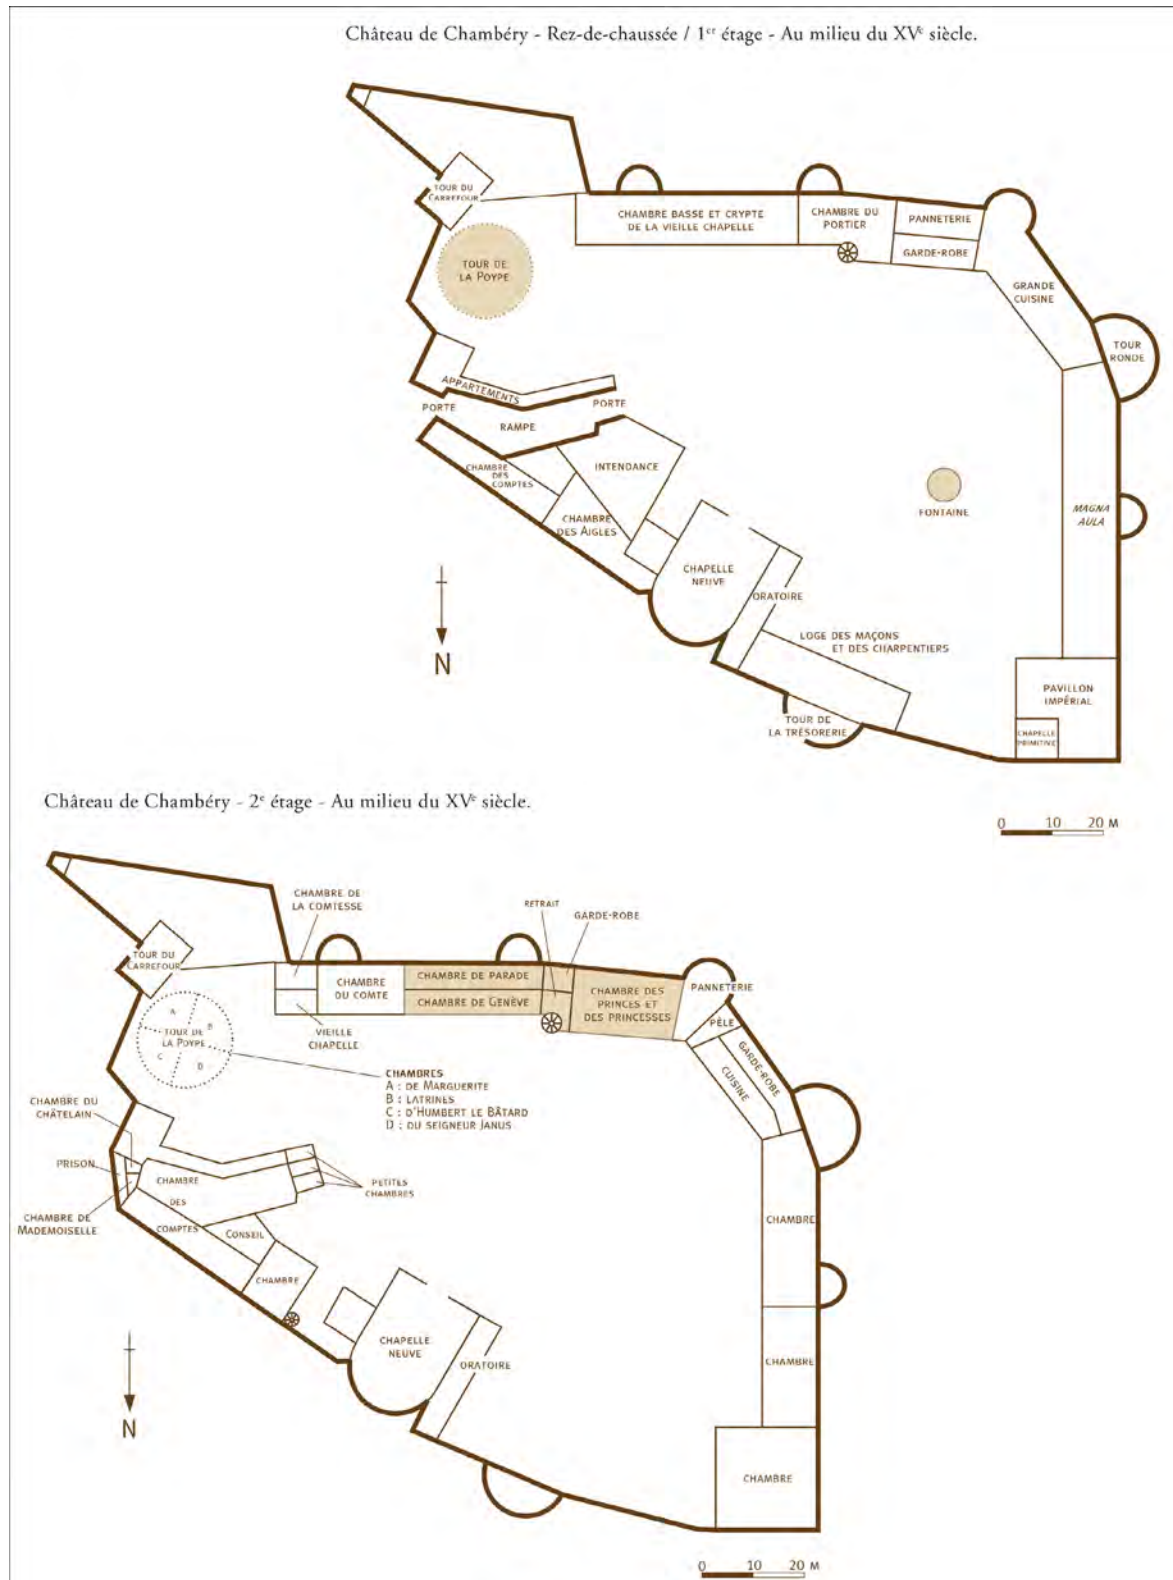 Château de Chambéry - Rez-de-chaussée / 1er étage - Au milieu du XVe siècle.
TOUR DU
CARREFOUR
CHAMBRE BASSE ET CRYPTE
DE LA VIEILLE CHAPELLE
CHAMBRE DU
PORTIER
PANNETERIE
GARDE-ROBE
TOUR DE
LA POYPE
GRANDE
CUISINE
TOUR
RONDE
APPARTEMENTS
PORTE
PORTE
RAMPE
CHAMBRE
DES
COMPTES
INTENDANCE
CHAMBRE
DES AIGLES
FONTAINE
MAGNA
AULA
CHAPELLE
NEUVE
ORATOIRE
LOGE DES MAÇONS
ET DES CHARPENTIERS
N
TOUR DE
LA TRÉSORERIE
PAVILLON
IMPÉRIAL
CHAPELLE
PRIMITIVE
0 10 20 M
Château de Chambéry - 2e étage - Au milieu du XVe siècle.
CHAMBRE DE
LA COMTESSE
RETRAIT
GARDE-ROBE
TOUR DU
CARREFOUR
CHAMBRE
DU COMTE
CHAMBRE DE PARADE
CHAMBRE DE GENÈVE
CHAMBRE DES
PRINCES ET
DES PRINCESSES
PANNETERIE
PÊLE
GARDE-ROBE
CUISINE
VIEILLE
CHAPELLE
A
B
TOUR DE
LA POYPE
C
D
CHAMBRES
A : DE MARGUERITE
B : LATRINES
C : D'HUMBERT LE BÂTARD
D : DU SEIGNEUR JANUS
CHAMBRE DU
CHÂTELAIN
PRISON
CHAMBRE DE
MADEMOISELLE
CHAMBRE
DES
COMPTES
PETITES
CHAMBRES
CONSEIL
CHAMBRE
CHAMBRE
CHAMBRE
CHAPELLE
NEUVE
ORATOIRE
N
CHAMBRE
0 10 20 M